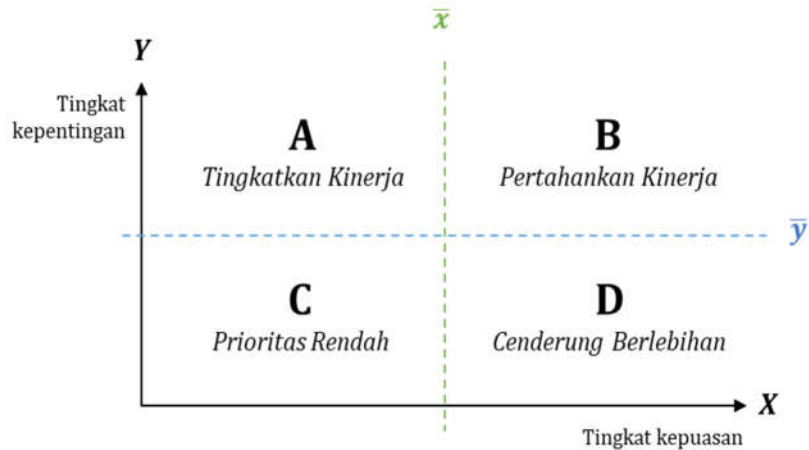 x̅
Y
Tingkat
kepentingan
A
Tingkatkan Kinerja
B
Pertahankan Kinerja
y̅
C
Prioritas Rendah
D
Cenderung Berlebihan
X
Tingkat kepuasan